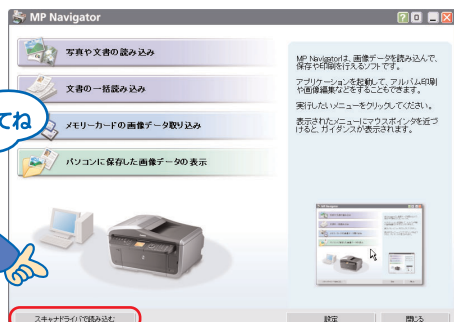 MP Navigator
写真や文書の読み込み
文書の一括読み込み
メモリーカードの画像データ取り込み
パソコンに保存した画像データの表示
てね
MP Navigatorは、画像データを読み込んで、
保存や印刷を行えるソフトです。
アプリケーションを起動して、アルバム印刷
や画像編集などをすることもできます。
実行したいメニューをクリックしてください。
表示されたメニューにマウスポインタを近づ
けると、ガイダンスが表示されます。
スキャナドライバで読み込む
設定
閉じる